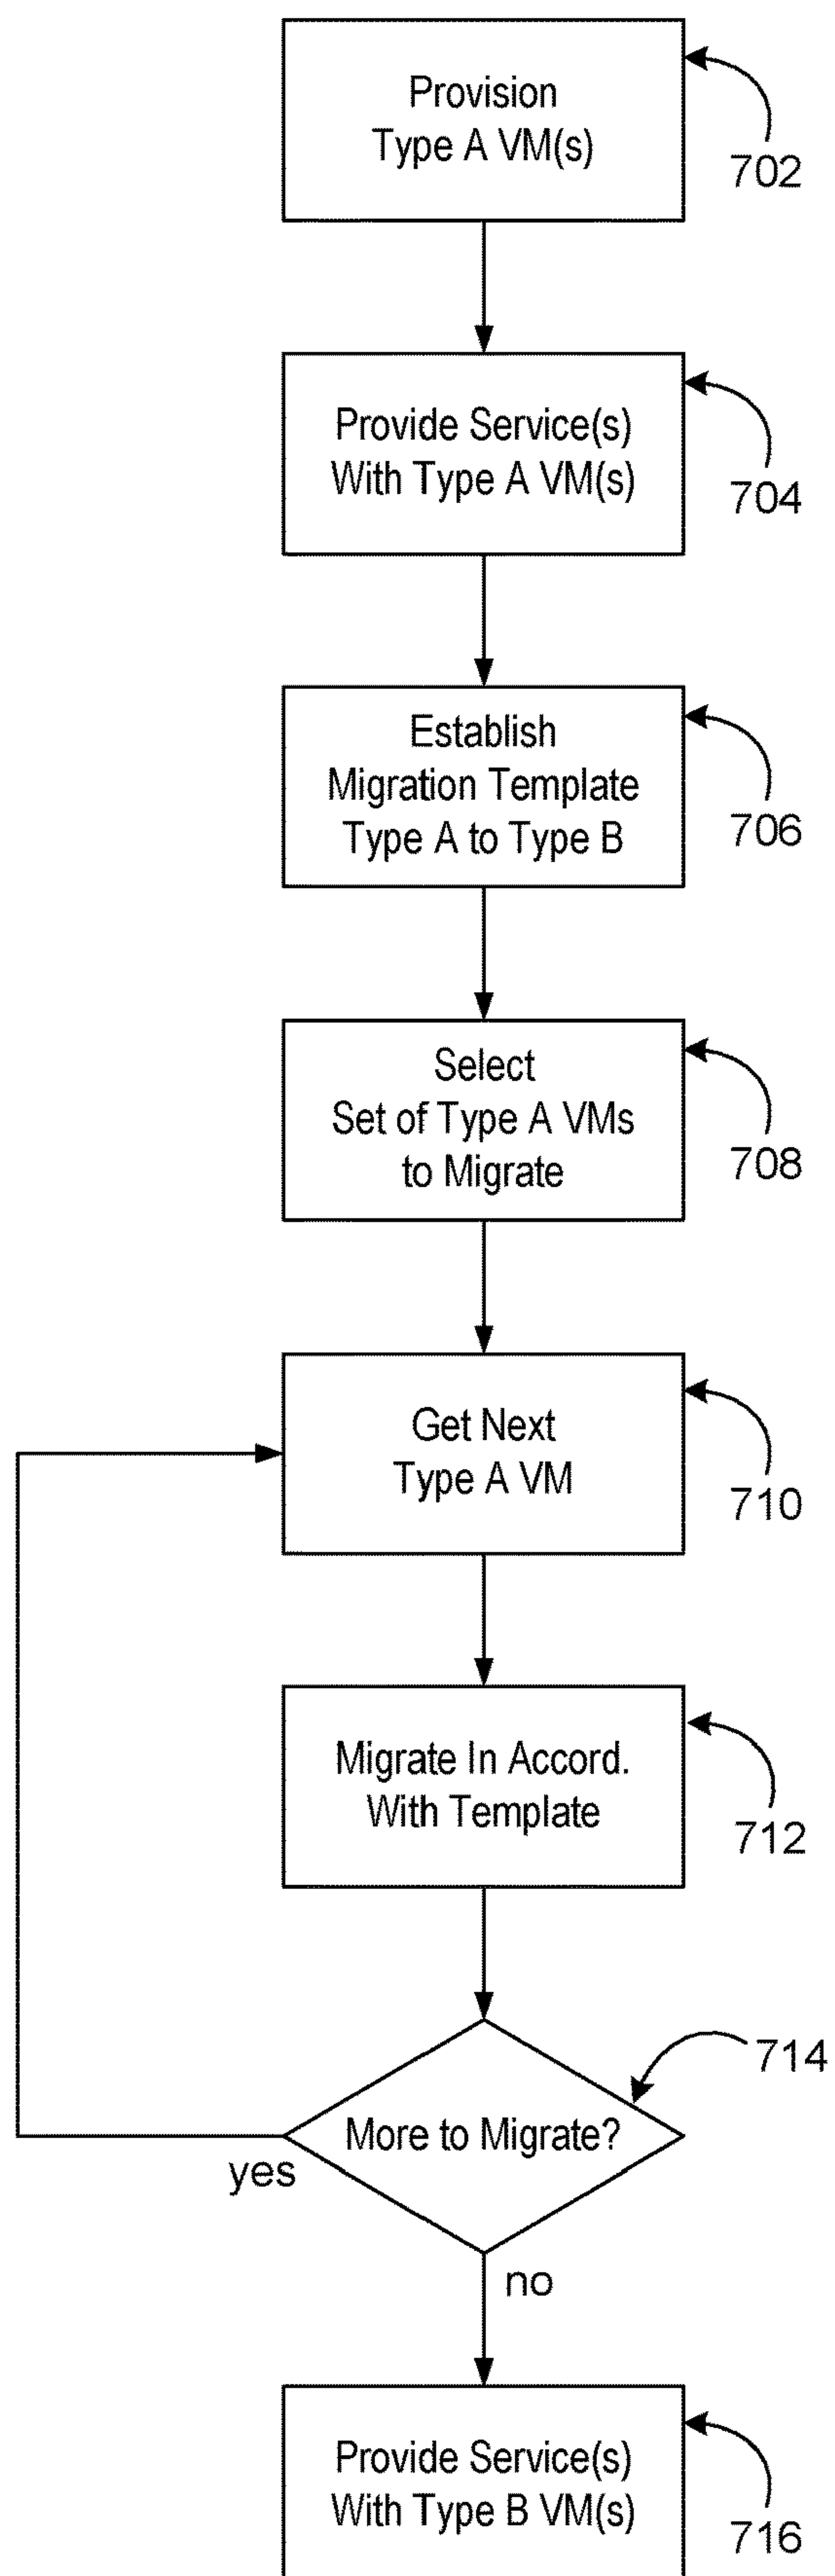 Provision
Type A VM(s)
702
Provide Service(s)
With Type A VM(s)
704
Establish
Migration Template
Type A to Type B
706
Select
Set of Type A VMs
to Migrate
708
Get Next
Type A VM
710
Migrate In Accord.
With Template
712
714
More to Migrate?
yes
no
Provide Service(s)
With Type B VM(s)
716